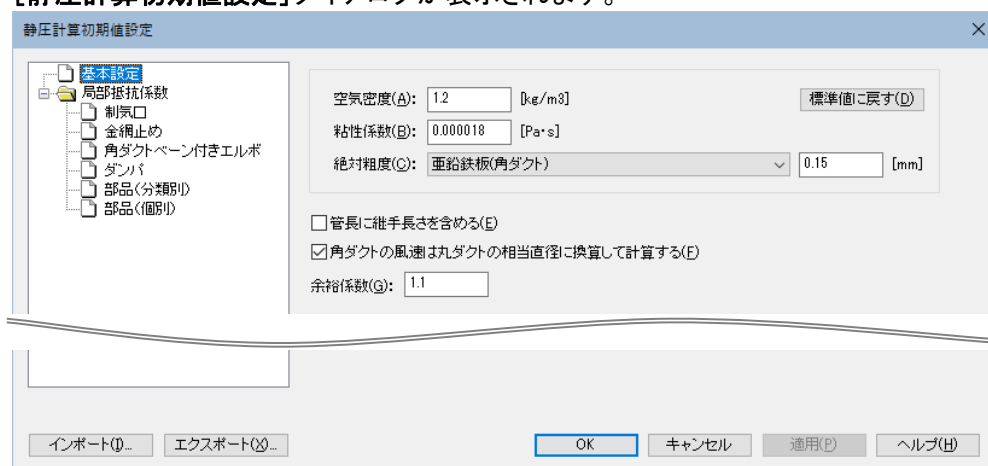 [静圧計算初期値設定]ダイアログが表示されます。
静圧計算初期値設定
基本設定
局部抵抗係数
制気口
金網止め
角ダクトベーン付きエルボ
ダンパ
部品(分類別)
部品(個別)
空気密度(A): 1.2 [kg/m3] 標準値に戻す(D)
粘性係数(B): 0.000018 [Pa･s]
絶対粗度(C): 亜鉛鉄板(角ダクト) 0.15 [mm]
管長に継手長さを含める(E)
角ダクトの風速は丸ダクトの相当直径に換算して計算する(F)
余裕係数(G): 1.1
インポート(I)... エクスポート(X)... OK キャンセル 適用(P) ヘルプ(H)